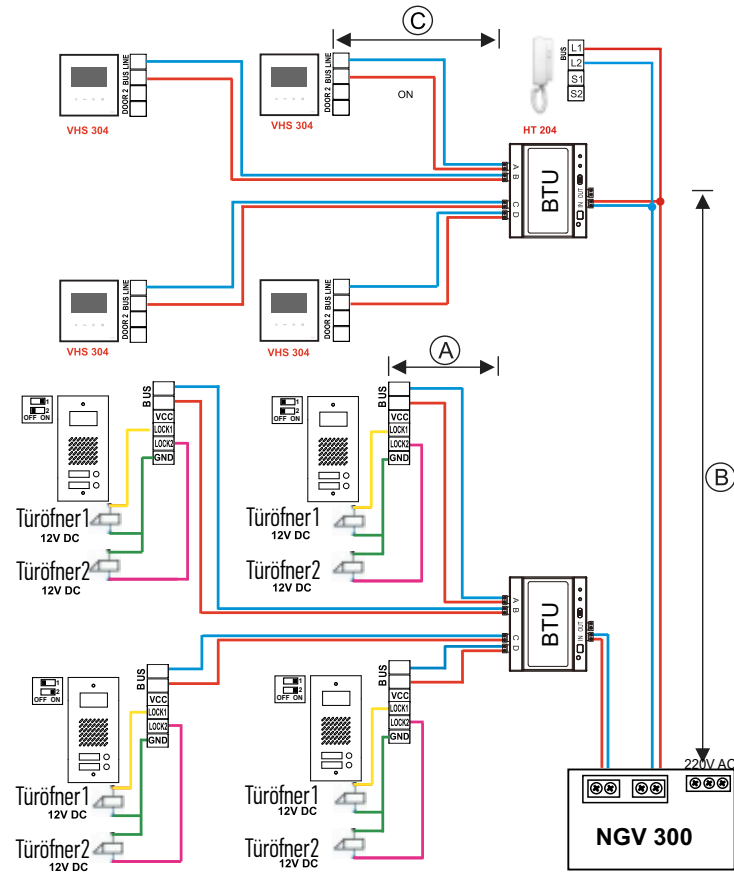 C
BUS LINE
DOOR 2
VHS 304
BUS LINE
DOOR 2
VHS 304
ON
BUS
L1
L2
S1
S2
HT 204
A
B
C
D
BTU
IN OUT
BUS LINE
DOOR 2
VHS 304
BUS LINE
DOOR 2
VHS 304
A
B
1
2
OFF ON
BUS
VCC
LOCK1
LOCK2
GND
Türöfner1
12V DC
Türöfner2
12V DC
1
2
OFF ON
BUS
VCC
LOCK1
LOCK2
GND
Türöfner1
12V DC
Türöfner2
12V DC
A
B
C
D
BTU
IN OUT
1
2
OFF ON
BUS
VCC
LOCK1
LOCK2
GND
Türöfner1
12V DC
Türöfner2
12V DC
1
2
OFF ON
BUS
VCC
LOCK1
LOCK2
GND
Türöfner1
12V DC
Türöfner2
12V DC
220V AC
NGV 300